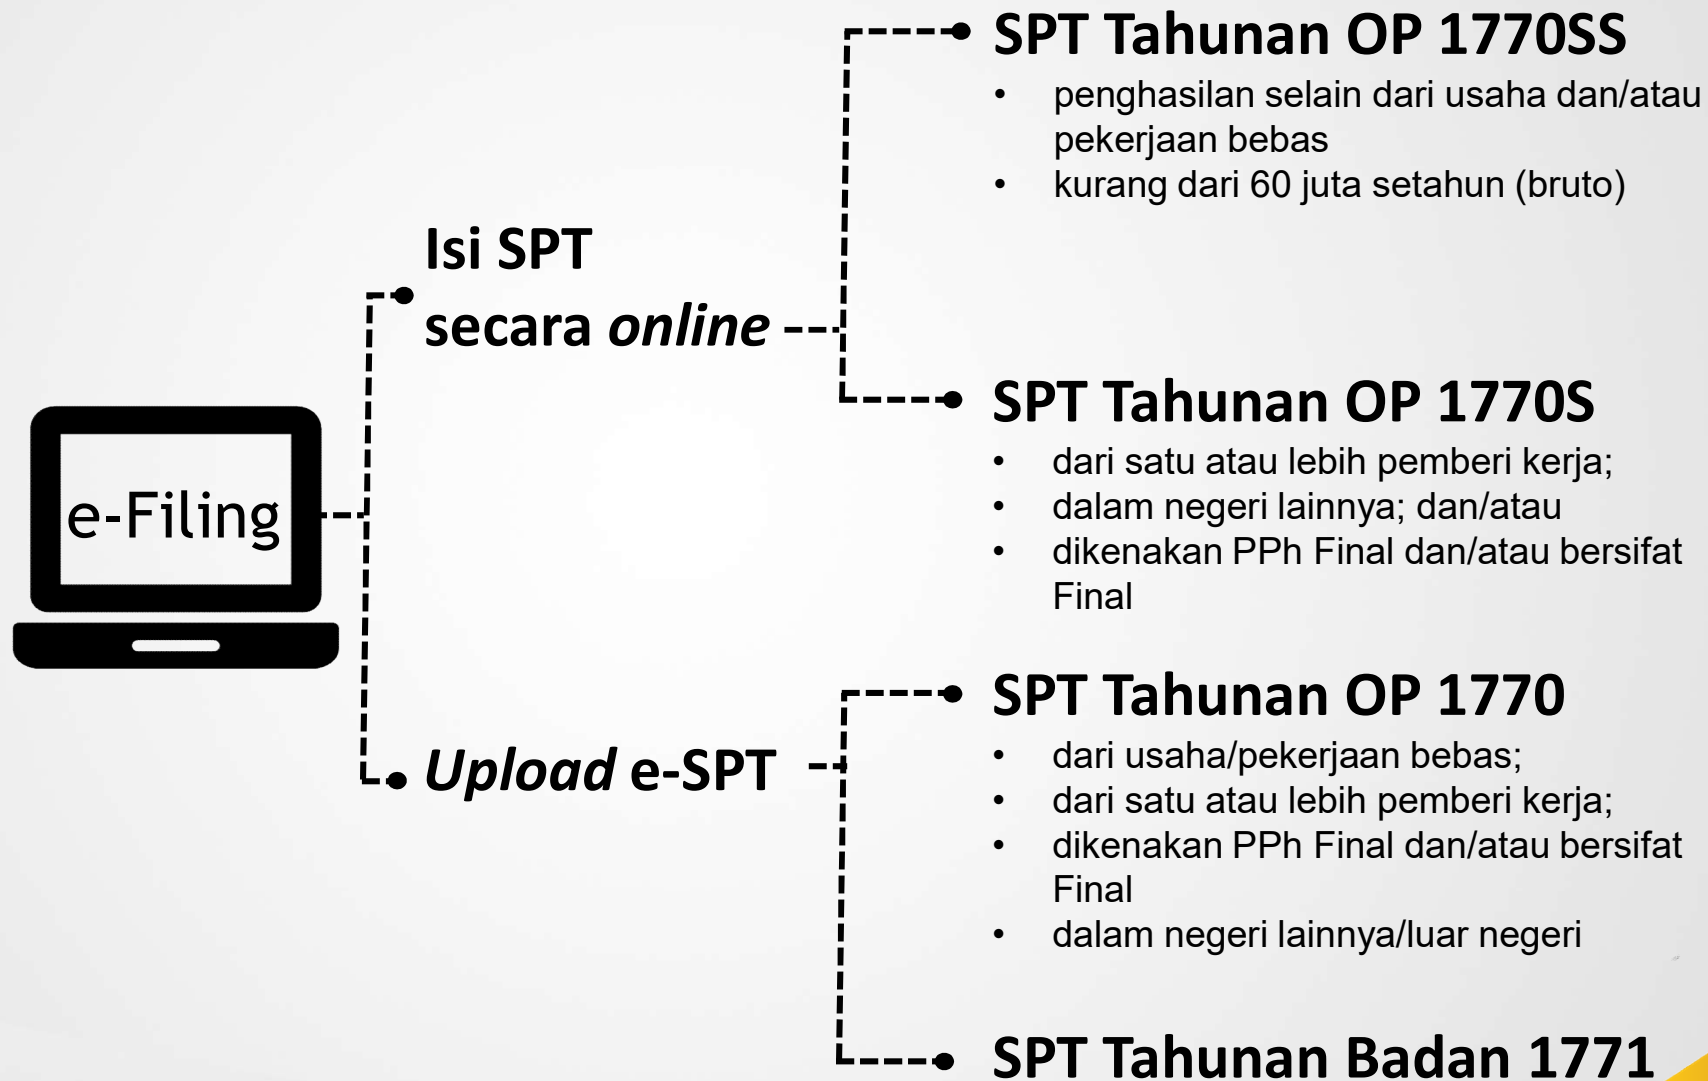 e-Filing
Isi SPT
secara online
SPT Tahunan OP 1770SS
• penghasilan selain dari usaha dan/atau
pekerjaan bebas
• kurang dari 60 juta setahun (bruto)
SPT Tahunan OP 1770S
• dari satu atau lebih pemberi kerja;
• dalam negeri lainnya; dan/atau
• dikenakan PPh Final dan/atau bersifat
Final
Upload e-SPT
SPT Tahunan OP 1770
• dari usaha/pekerjaan bebas;
• dari satu atau lebih pemberi kerja;
• dikenakan PPh Final dan/atau bersifat
Final
• dalam negeri lainnya/luar negeri
SPT Tahunan Badan 1771